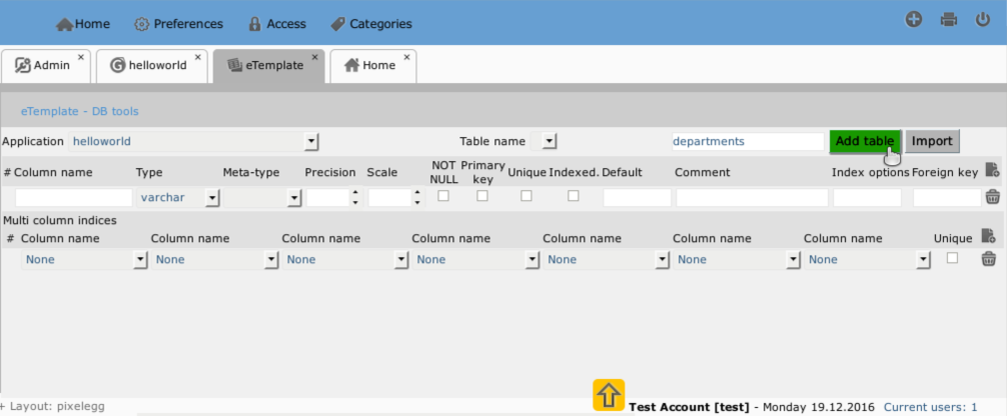 Home Preferences Access Categories
Admin × helloworld × eTemplate × Home ×
eTemplate - DB tools
Application helloworld Table name departments Add table Import
# Column name Type Meta-type Precision Scale NOT NULL Primary key Unique Indexed. Default Comment Index options Foreign key
varchar
Multi column indices
# Column name Column name Column name Column name Column name Column name Column name Unique
None None None None None None None
+ Layout: pixelegg Test Account [test] - Monday 19.12.2016 Current users: 1